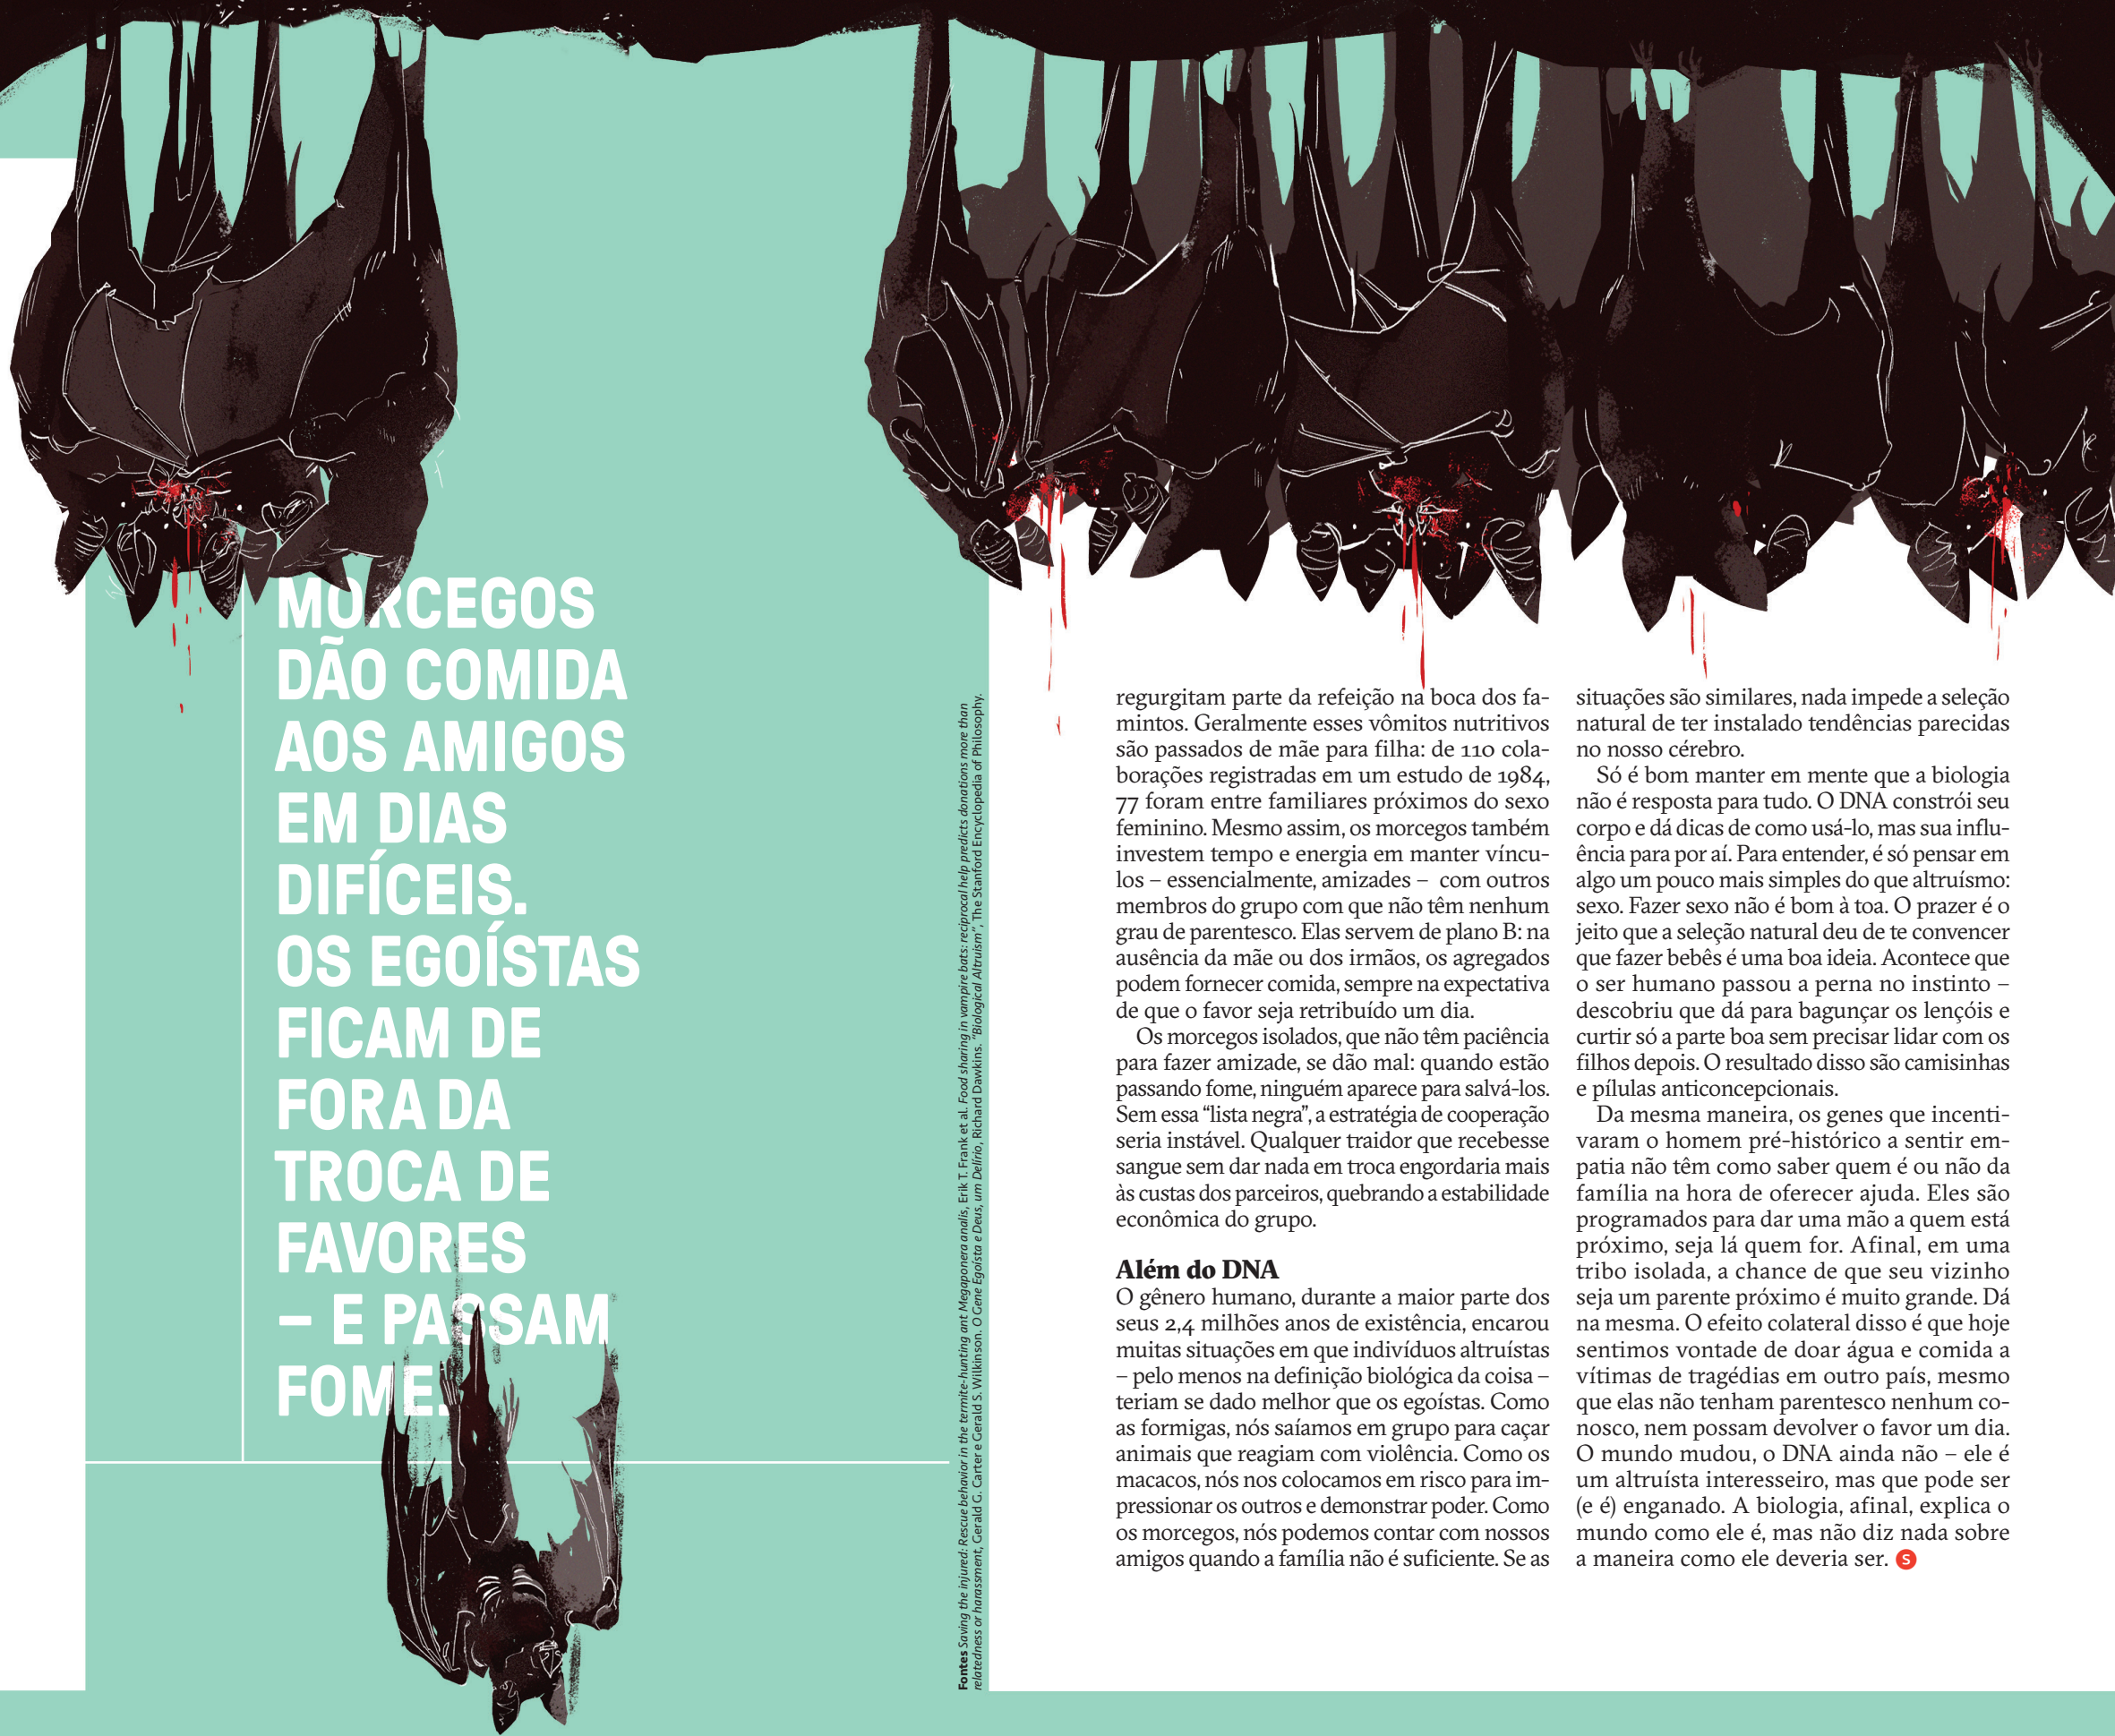 MORCEGOS
DÃO COMIDA
AOS AMIGOS
EM DIAS
DIFÍCEIS.
OS EGOÍSTAS
FICAM DE
FORA DA
TROCA DE
FAVORES
– E PASSAM
FOME.
Fontes Saving the injured: Rescue behavior in the termite-hunting ant Megaponera analis, Erik T. Frank et al. Food sharing in vampire bats: reciprocal help predicts donations more than
relatedness or harassment, Gerald G. Carter e Gerald S. Wilkinson. O Gene Egoísta e Deus, um Delírio, Richard Dawkins. "Biological Altruism", The Stanford Encyclopedia of Philosophy.
regurgitam parte da refeição na boca dos fa-
mintos. Geralmente esses vômitos nutritivos
são passados de mãe para filha: de 110 cola-
borações registradas em um estudo de 1984,
77 foram entre familiares próximos do sexo
feminino. Mesmo assim, os morcegos também
investem tempo e energia em manter víncu-
los – essencialmente, amizades – com outros
membros do grupo com que não têm nenhum
grau de parentesco. Elas servem de plano B: na
ausência da mãe ou dos irmãos, os agregados
podem fornecer comida, sempre na expectativa
de que o favor seja retribuído um dia.
Os morcegos isolados, que não têm paciência
para fazer amizade, se dão mal: quando estão
passando fome, ninguém aparece para salvá-los.
Sem essa “lista negra”, a estratégia de cooperação
seria instável. Qualquer traidor que recebesse
sangue sem dar nada em troca engordaria mais
às custas dos parceiros, quebrando a estabilidade
econômica do grupo.
Além do DNA
O gênero humano, durante a maior parte dos
seus 2,4 milhões anos de existência, encarou
muitas situações em que indivíduos altruístas
– pelo menos na definição biológica da coisa –
teriam se dado melhor que os egoístas. Como
as formigas, nós saíamos em grupo para caçar
animais que reagiam com violência. Como os
macacos, nós nos colocamos em risco para im-
pressionar os outros e demonstrar poder. Como
os morcegos, nós podemos contar com nossos
amigos quando a família não é suficiente. Se as
situações são similares, nada impede a seleção
natural de ter instalado tendências parecidas
no nosso cérebro.
Só é bom manter em mente que a biologia
não é resposta para tudo. O DNA constrói seu
corpo e dá dicas de como usá-lo, mas sua influ-
ência para por aí. Para entender, é só pensar em
algo um pouco mais simples do que altruísmo:
sexo. Fazer sexo não é bom à toa. O prazer é o
jeito que a seleção natural deu de te convencer
que fazer bebês é uma boa ideia. Acontece que
o ser humano passou a perna no instinto –
descobriu que dá para bagunçar os lençóis e
curtir só a parte boa sem precisar lidar com os
filhos depois. O resultado disso são camisinhas
e pílulas anticoncepcionais.
Da mesma maneira, os genes que incenti-
varam o homem pré-histórico a sentir em-
patia não têm como saber quem é ou não da
família na hora de oferecer ajuda. Eles são
programados para dar uma mão a quem está
próximo, seja lá quem for. Afinal, em uma
tribo isolada, a chance de que seu vizinho
seja um parente próximo é muito grande. Dá
na mesma. O efeito colateral disso é que hoje
sentimos vontade de doar água e comida a
vítimas de tragédias em outro país, mesmo
que elas não tenham parentesco nenhum co-
nosco, nem possam devolver o favor um dia.
O mundo mudou, o DNA ainda não – ele é
um altruísta interesseiro, mas que pode ser
(e é) enganado. A biologia, afinal, explica o
mundo como ele é, mas não diz nada sobre
a maneira como ele deveria ser. S